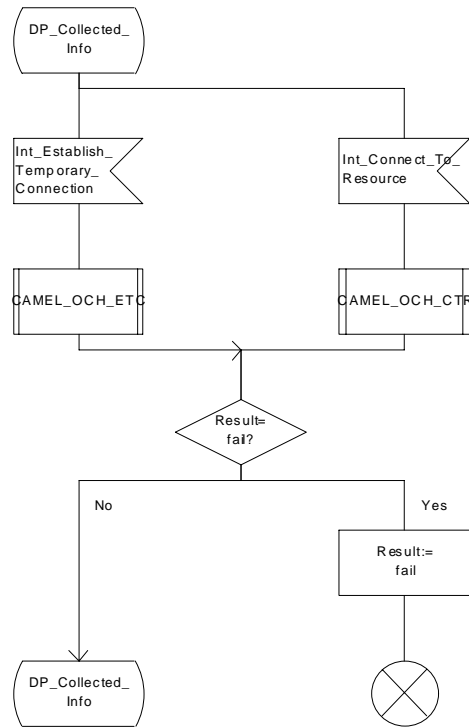 DP_Collected_
Info
Int_Establish_
Temporary_
Connection
Int_Connect_To_
Resource
CAMEL_OCH_ETC
CAMEL_OCH_CTR
Result=
fail?
No
Yes
Result:=
fail
DP_Collected_
Info